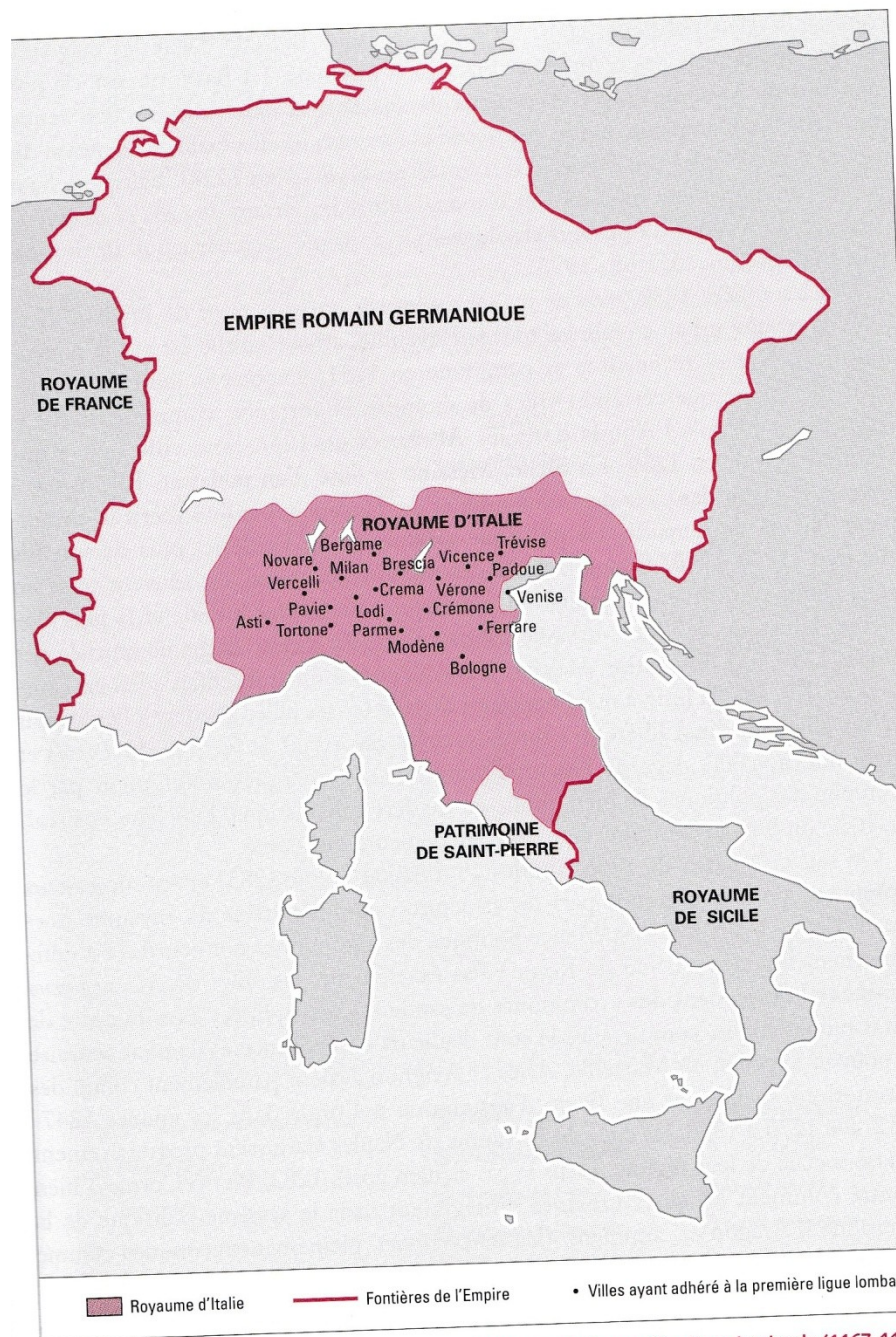 EMPIRE ROMAIN GERMANIQUE
ROYAUME
DE FRANCE
ROYAUME D'ITALIE
Bergame
Trévise
Novare
Milan
Brescia
Vicence
Padoue
Vercelli
Crema
Vérone
Venise
Pavie
Lodi
Crémone
Asti
Tortone
Parme
Ferrare
Modène
Bologne
PATRIMOINE
DE SAINT-PIERRE
ROYAUME
DE SICILE
Royaume d'Italie
Fontières de l'Empire
• Villes ayant adhéré à la première ligue lomba